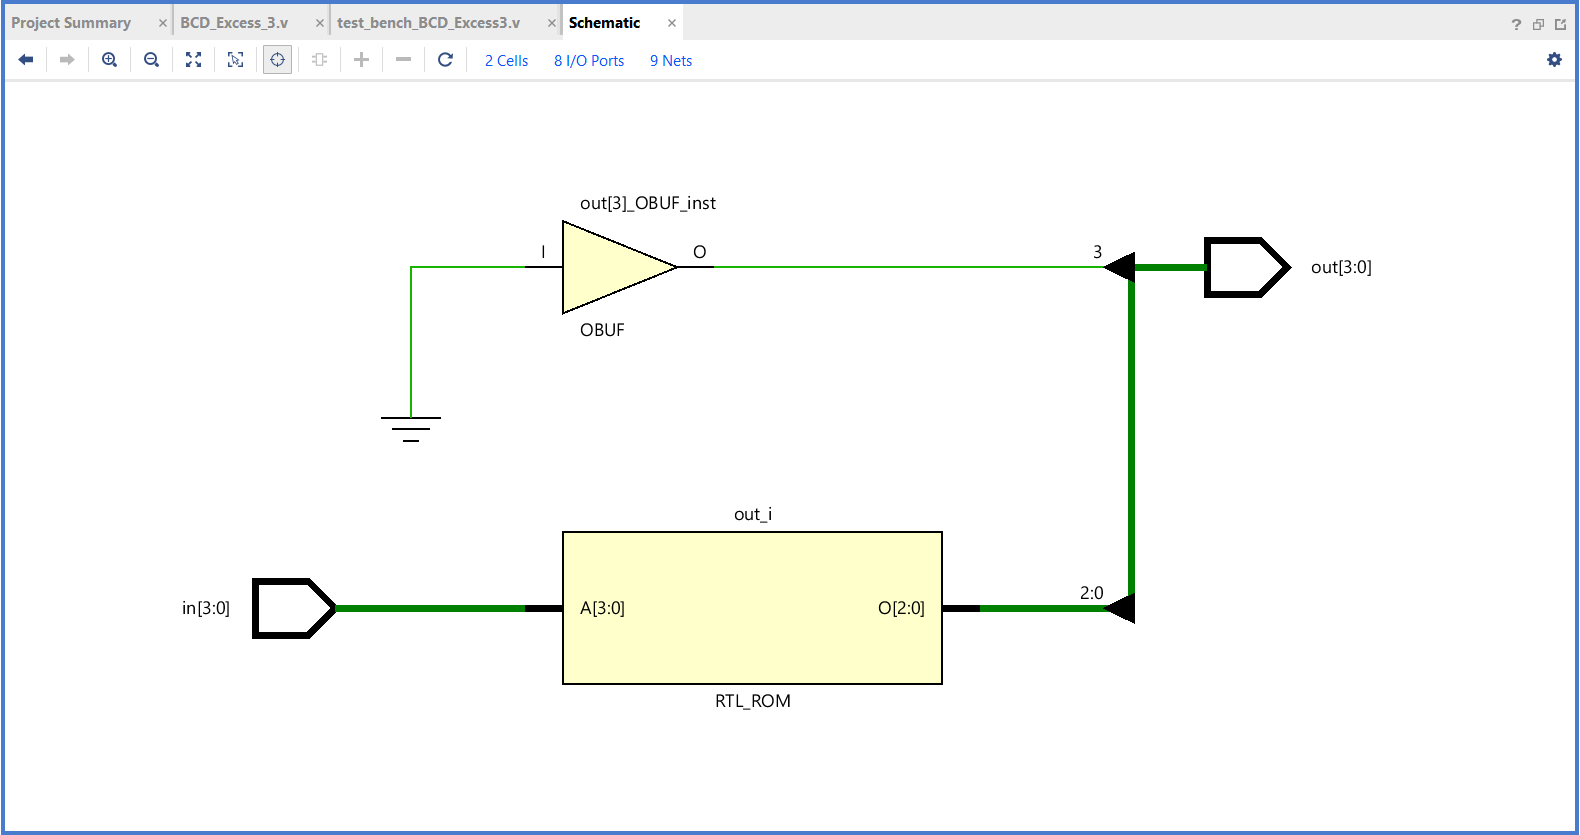 Project Summary × BCD_Excess_3.v × test_bench_BCD_Excess3.v × Schematic × ?
2 Cells 8 I/O Ports 9 Nets
out[3]_OBUF_inst
I O 3
out[3:0]
OBUF
out_i
2:0
in[3:0] A[3:0] O[2:0]
RTL_ROM